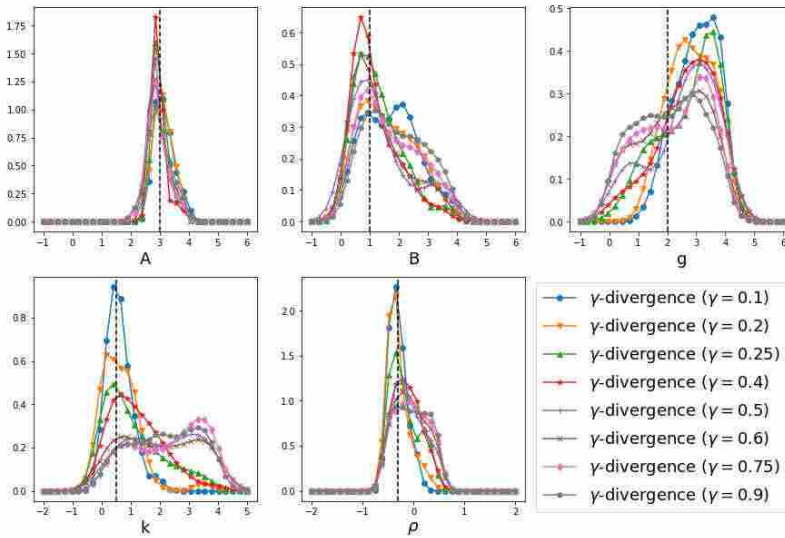 1.75
1.50
1.25
1.00
0.75
0.50
0.25
0.00
−1 0 1 2 3 4 5 6
A
0.6
0.5
0.4
0.3
0.2
0.1
0.0
−1 0 1 2 3 4 5 6
B
0.5
0.4
0.3
0.2
0.1
0.0
−1 0 1 2 3 4 5 6
g
0.8
0.6
0.4
0.2
0.0
−2 −1 0 1 2 3 4 5
k
2.0
1.5
1.0
0.5
0.0
−2 −1 0 1 2
ρ
γ-divergence (γ = 0.1)
γ-divergence (γ = 0.2)
γ-divergence (γ = 0.25)
γ-divergence (γ = 0.4)
γ-divergence (γ = 0.5)
γ-divergence (γ = 0.6)
γ-divergence (γ = 0.75)
γ-divergence (γ = 0.9)